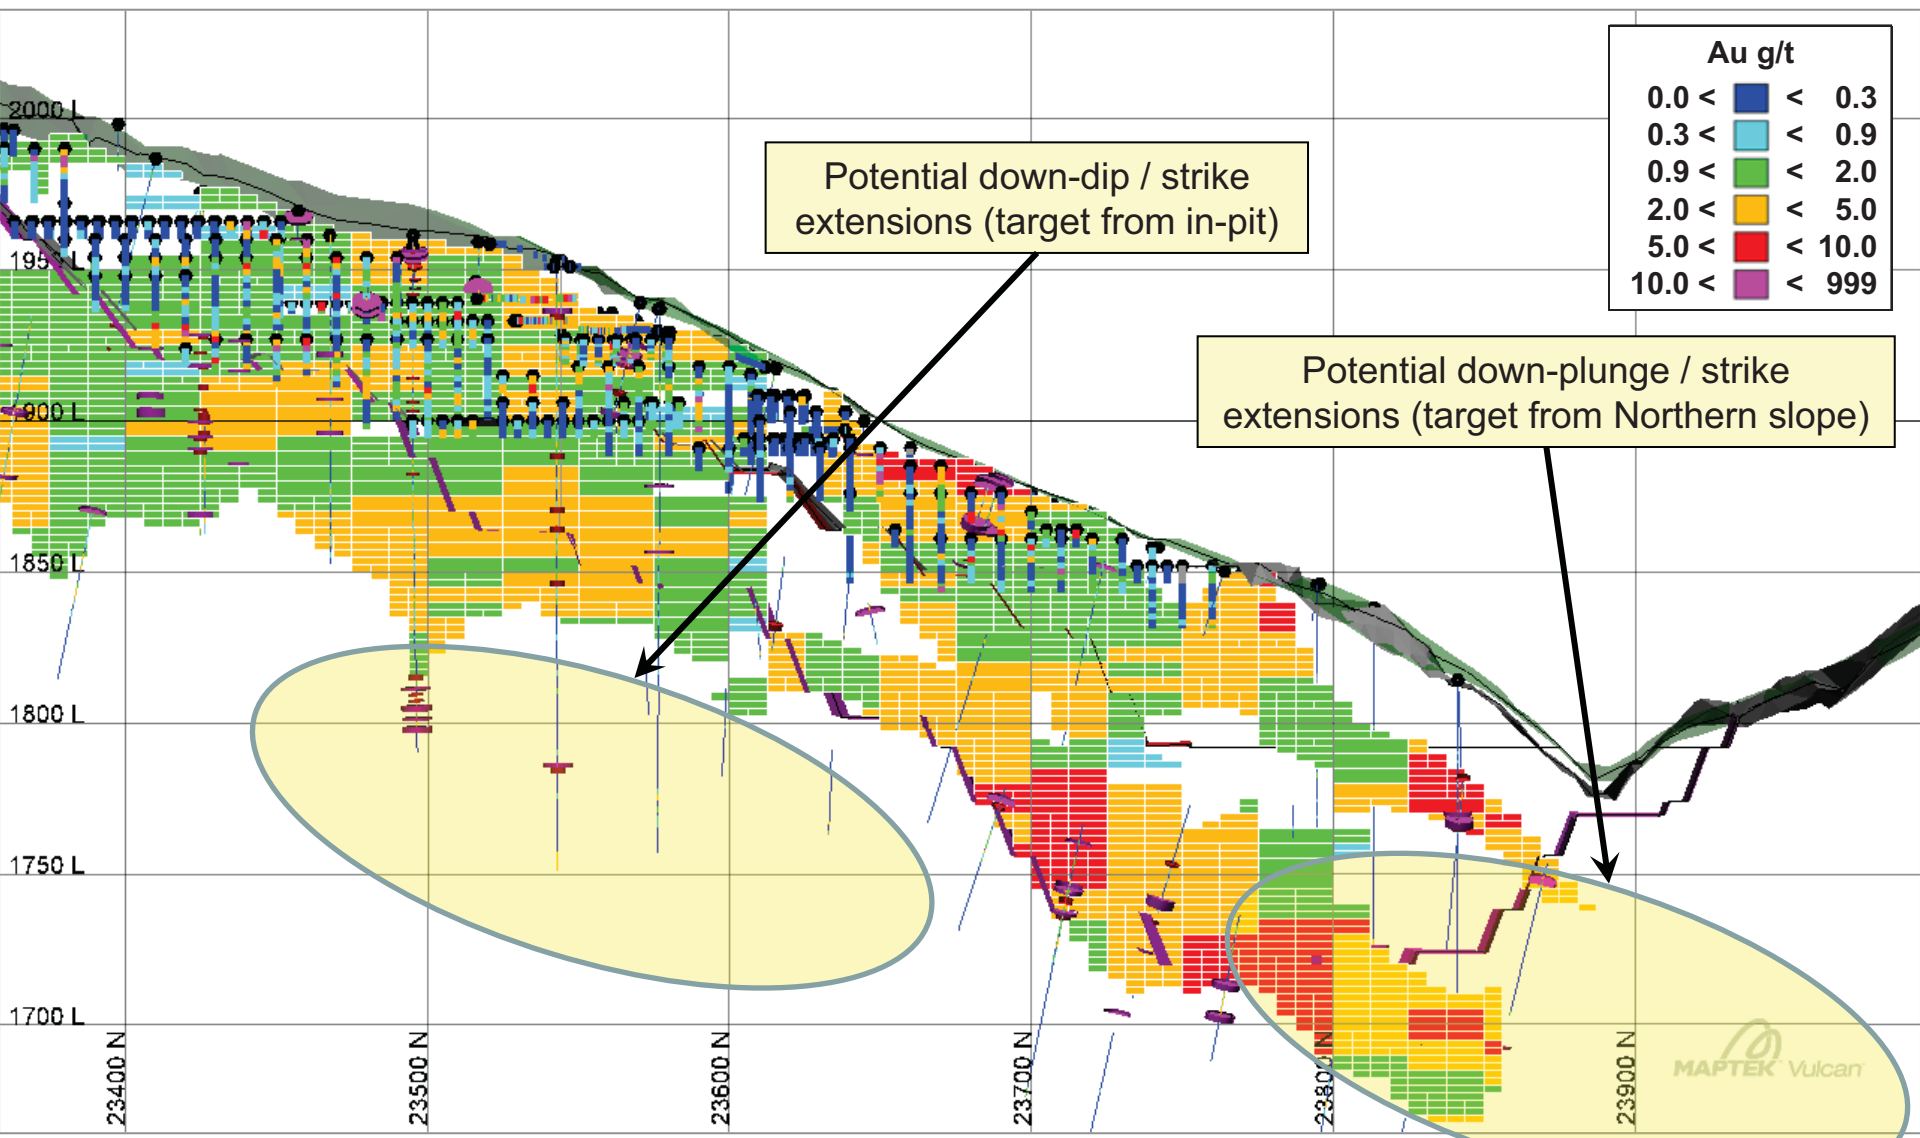 Au g/t
0.0 < < 0.3
0.3 < < 0.9
0.9 < < 2.0
2.0 < < 5.0
5.0 < < 10.0
10.0 < < 999
Potential down-dip / strike
extensions (target from in-pit)
Potential down-plunge / strike
extensions (target from Northern slope)
2000 L
1850 L
1800 L
1750 L
1700 L
23400 N
23500 N
23600 N
23700 N
23800 N
23900 N
MAPTEK Vulcan